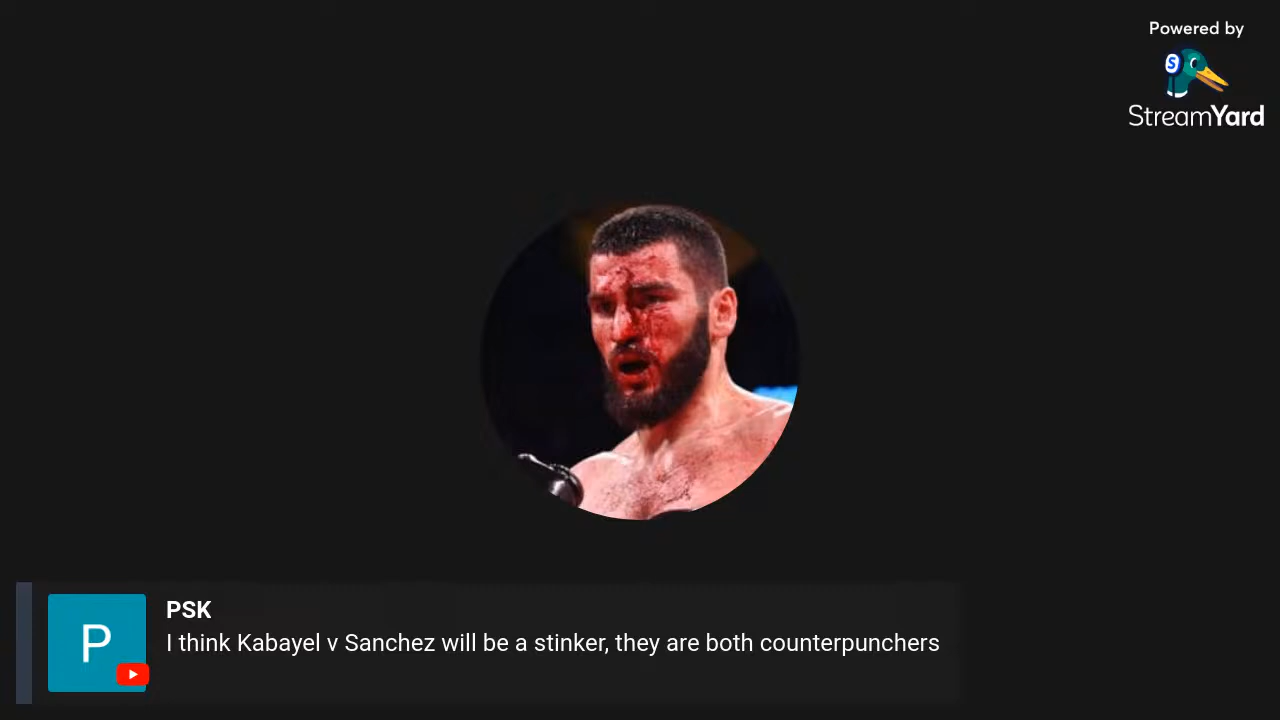 Powered by
S
StreamYard
PSK
I think Kabayel v Sanchez will be a stinker, they are both counterpunchers
P